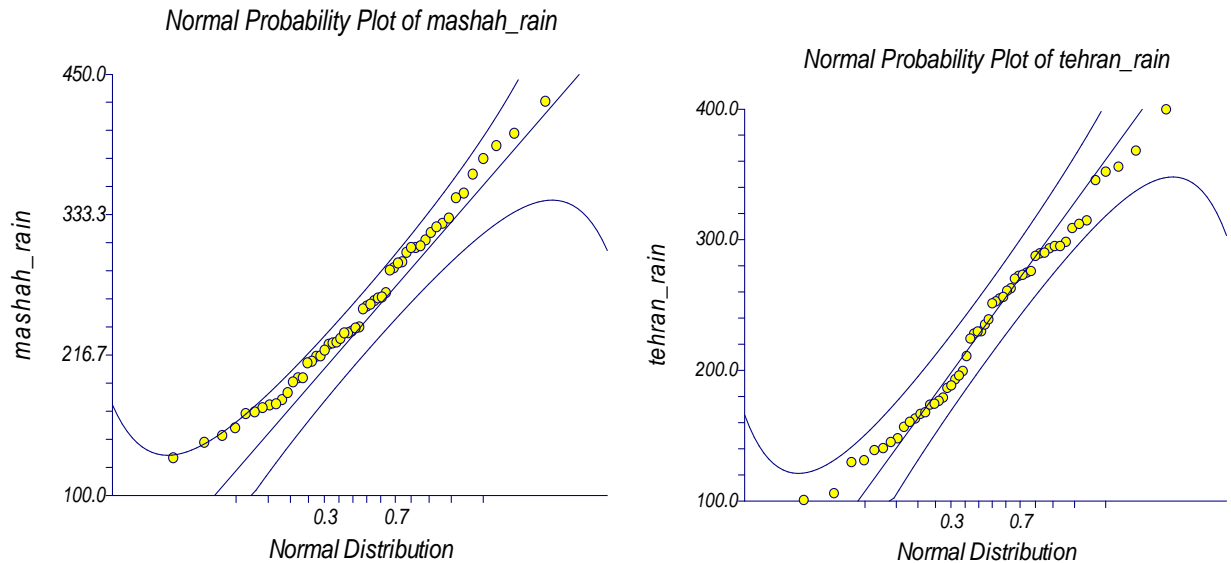 Normal Probability Plot of mashah_rain
450.0
333.3
216.7
100.0
mashah_rain
0.3 0.7
Normal Distribution
Normal Probability Plot of tehran_rain
400.0
300.0
200.0
100.0
tehran_rain
0.3 0.7
Normal Distribution